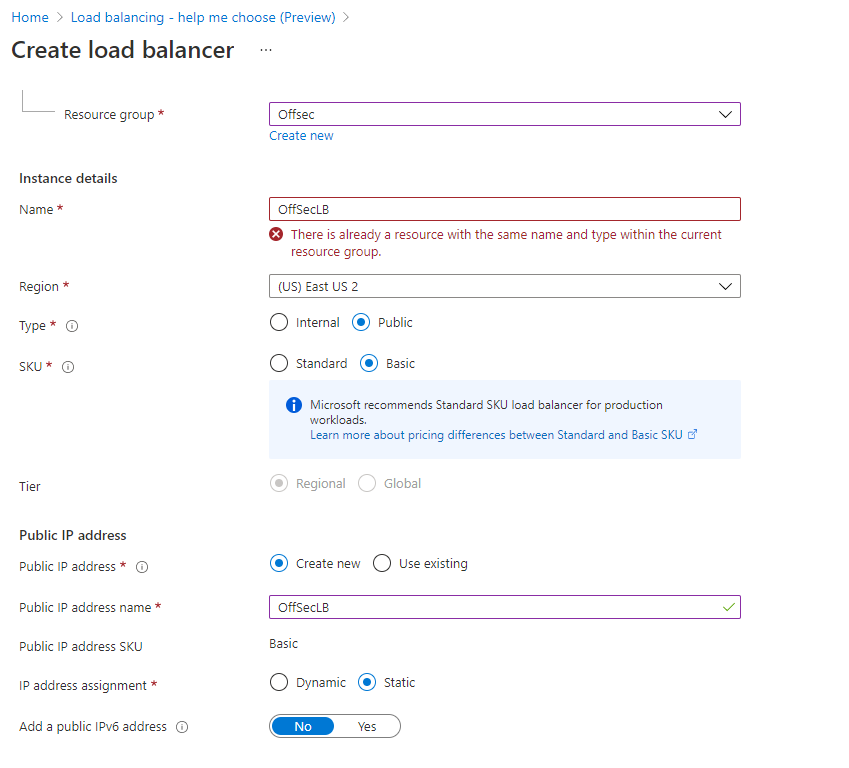 Home > Load balancing - help me choose (Preview) >
Create load balancer ...
Resource group *
Offsec
Create new
Instance details
Name *
OffSecLB
There is already a resource with the same name and type within the current
resource group.
Region *
(US) East US 2
Type *
Internal Public
SKU *
Standard Basic
Microsoft recommends Standard SKU load balancer for production
workloads.
Learn more about pricing differences between Standard and Basic SKU
Tier
Regional Global
Public IP address
Public IP address *
Create new Use existing
Public IP address name *
OffSecLB
Public IP address SKU
Basic
IP address assignment *
Dynamic Static
Add a public IPv6 address
No Yes